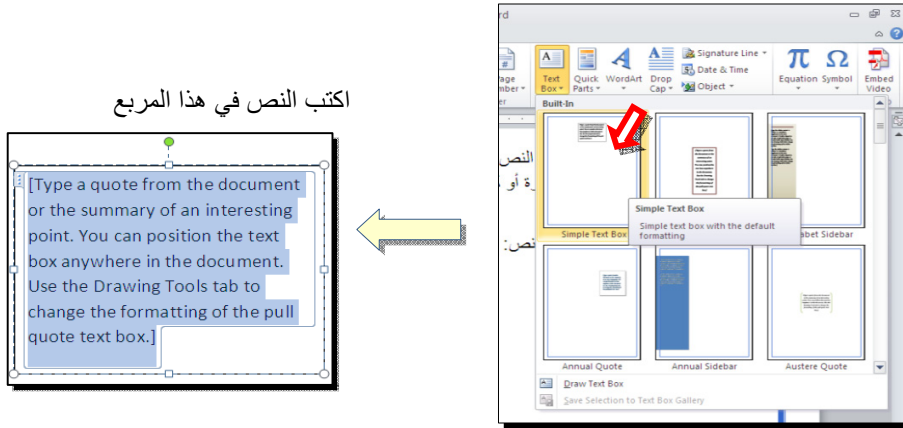 اكتب النص في هذا المربع
[Type a quote from the document
or the summary of an interesting
point. You can position the text
box anywhere in the document.
Use the Drawing Tools tab to
change the formatting of the pull
quote text box.]
Text
Box
Quick
Parts
WordArt
Drop
Cap
Signature Line
Date & Time
Object
Equation
Symbol
Embed
Video
Built-In
النص
نص:
Simple Text Box
Simple Text Box
Simple text box with the default
formatting
Sidebar
Annual Quote
Annual Sidebar
Austere Quote
Draw Text Box
Save Selection to Text Box Gallery